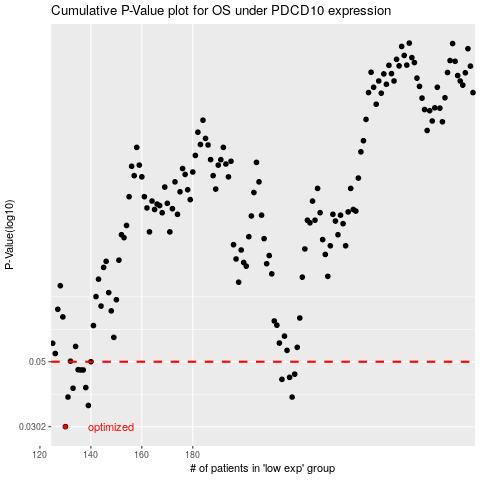 Cumulative P-Value plot for OS under PDCD10 expression
P-Value(log10)
0.05
0.0302
optimized
120 140 160 180
# of patients in 'low exp' group